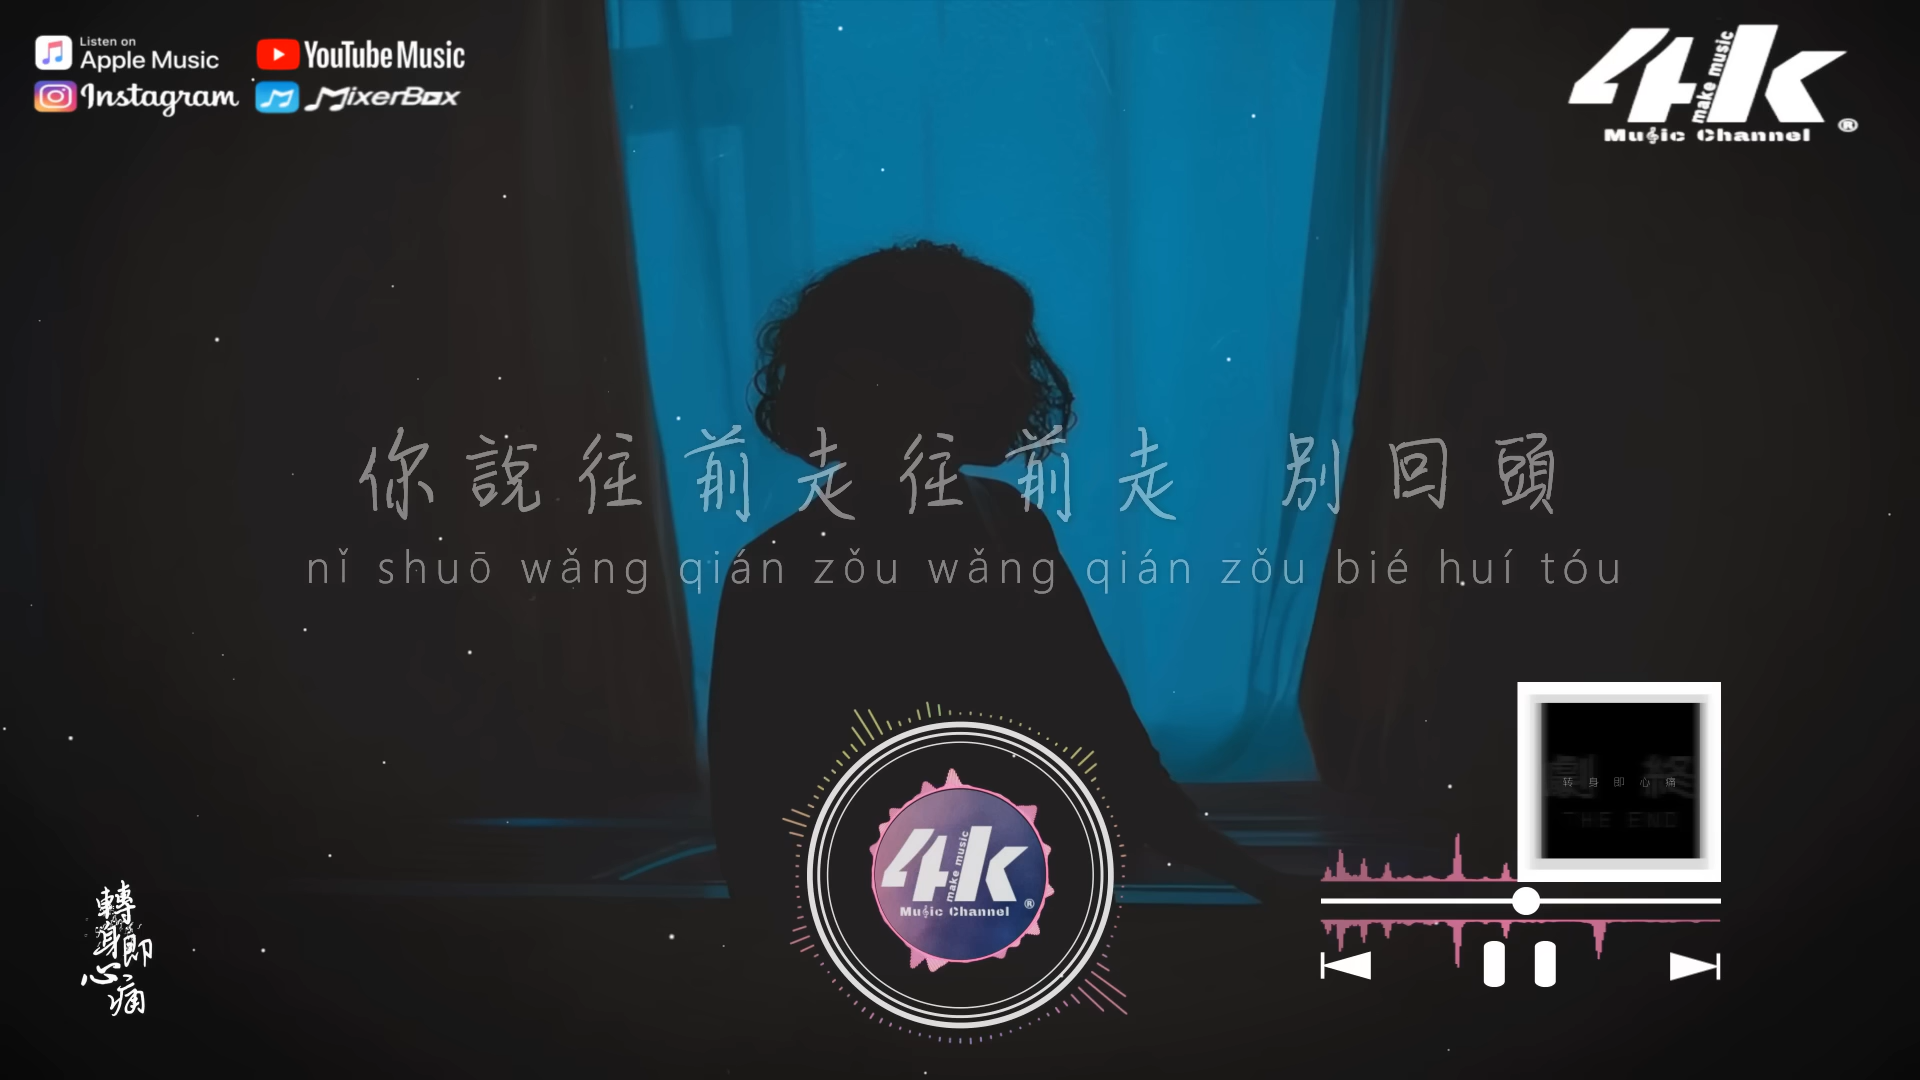 Listen on
Apple Music
YouTube Music
Instagram
MixerBox
4k
make music
Music Channel ®
你說往前走往前走 別回頭
nǐ shuō wǎng qián zǒu wǎng qián zǒu bié huí tóu
4k
make music
Music Channel ®
劇 終
转 身 即 心 痛
THE END
轉身即心痛